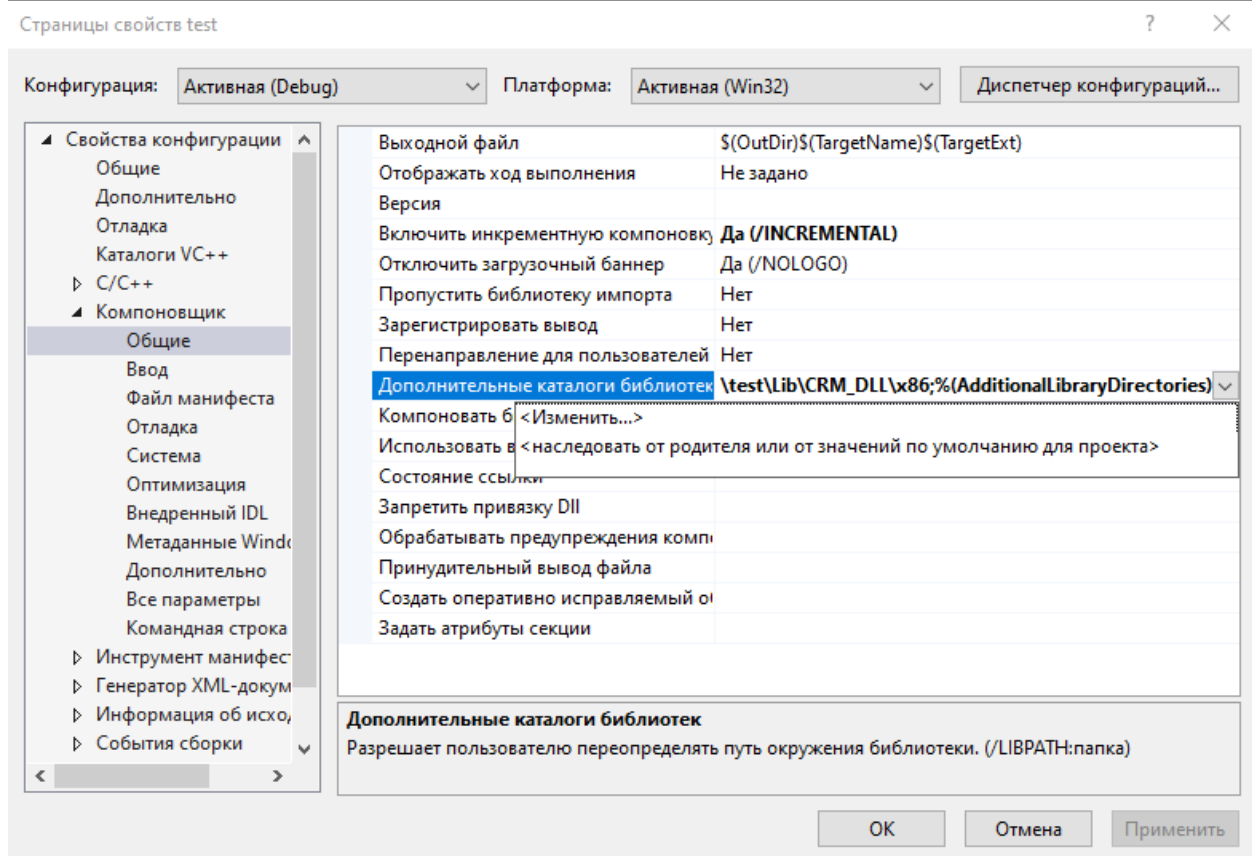 Страницы свойств test
?
Конфигурация: Активная (Debug) Платформа: Активная (Win32) Диспетчер конфигураций...
Свойства конфигурации
Общие
Дополнительно
Отладка
Каталоги VC++
C/C++
Компоновщик
Общие
Ввод
Файл манифеста
Отладка
Система
Оптимизация
Внедренный IDL
Метаданные Windo
Дополнительно
Все параметры
Командная строка
Инструмент манифест
Генератор XML-докум
Информация об исход
События сборки
Выходной файл $(OutDir)$(TargetName)$(TargetExt)
Отображать ход выполнения Не задано
Версия
Включить инкрементную компоновку Да (/INCREMENTAL)
Отключить загрузочный баннер Да (/NOLOGO)
Пропустить библиотеку импорта Нет
Зарегистрировать вывод Нет
Перенаправление для пользователей Нет
Дополнительные каталоги библиотек \test\Lib\CRM_DLL\x86;%(AdditionalLibraryDirectories)
Компоновать б
<Изменить...>
Использовать в
<наследовать от родителя или от значений по умолчанию для проекта>
Состояние ссылки
Запретить привязку Dll
Обрабатывать предупреждения комп
Принудительный вывод файла
Создать оперативно исправляемый о
Задать атрибуты секции
Дополнительные каталоги библиотек
Разрешает пользователю переопределять путь окружения библиотеки. (/LIBPATH:папка)
ОК Отмена Применить